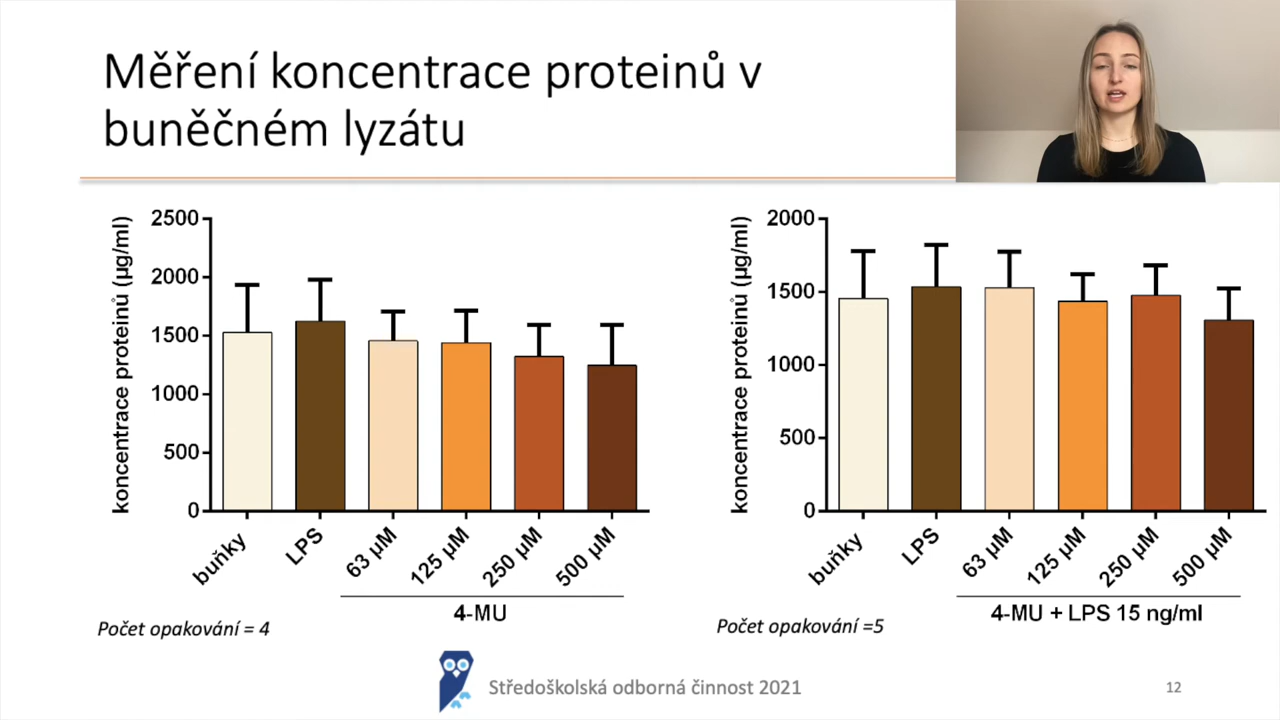 Měření koncentrace proteinů v
buněčném lyzátu
koncentrace proteinů (µg/ml)
2500
2000
1500
1000
500
0
buňky
LPS
63 µM
125 µM
250 µM
500 µM
4-MU
Počet opakování = 4
koncentrace proteinů (µg/ml)
2000
1500
1000
500
0
buňky
LPS
63 µM
125 µM
250 µM
500 µM
4-MU + LPS 15 ng/ml
Počet opakování =5
Středoškolská odborná činnost 2021
12